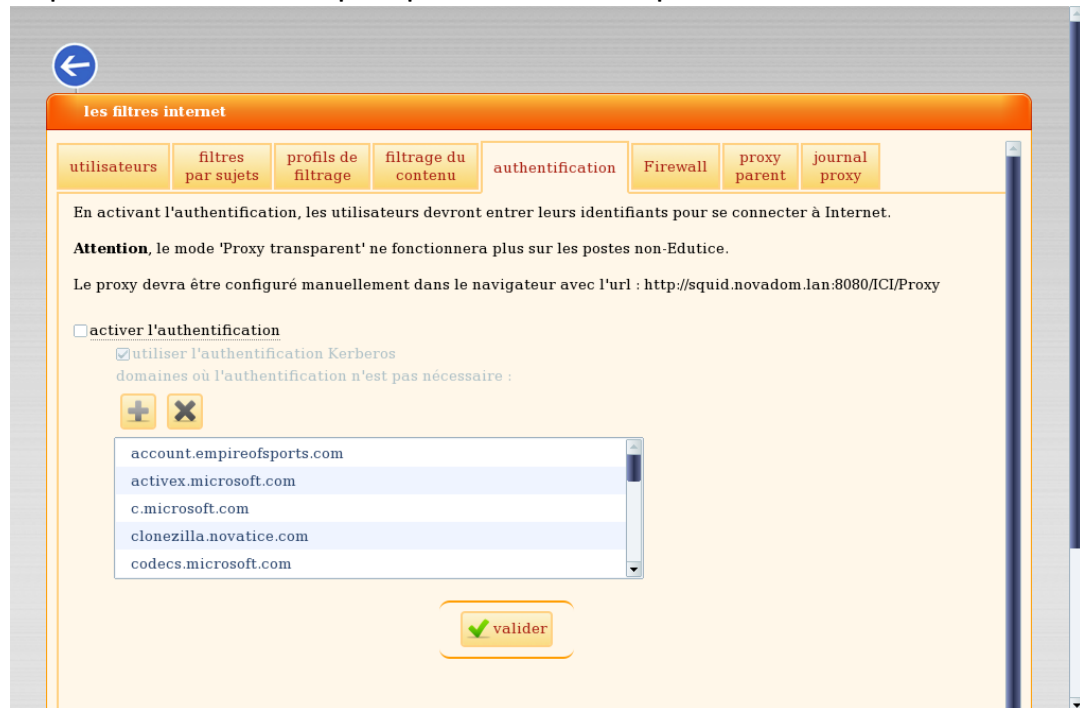 les filtres internet
utilisateurs
filtres
par sujets
profils de
filtrage
filtrage du
contenu
authentification
Firewall
proxy
parent
journal
proxy
En activant l'authentification, les utilisateurs devront entrer leurs identifiants pour se connecter à Internet.
Attention, le mode 'Proxy transparent' ne fonctionnera plus sur les postes non-Edutice.
Le proxy devra être configuré manuellement dans le navigateur avec l'url : http://squid.novadom.lan:8080/ICI/Proxy
activer l'authentification
utiliser l'authentification Kerberos
domaines où l'authentification n'est pas nécessaire :
account.empireofsports.com
activex.microsoft.com
c.microsoft.com
clonezilla.novatice.com
codecs.microsoft.com
valider